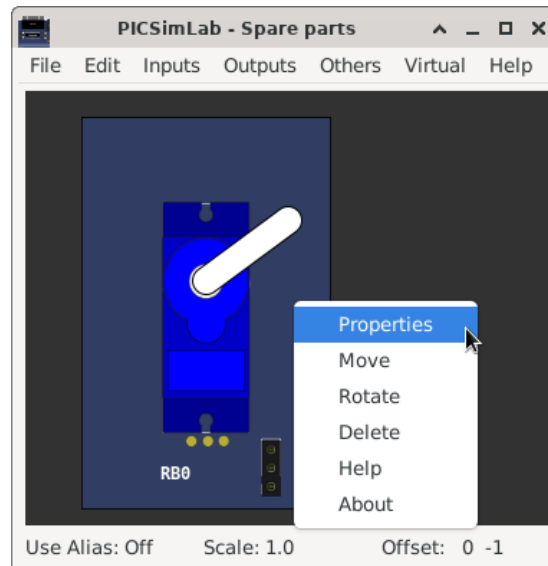 PICSimLab - Spare parts
File Edit Inputs Outputs Others Virtual Help
Properties
Move
Rotate
Delete
Help
About
RB0
Use Alias: Off Scale: 1.0 Offset: 0 -1